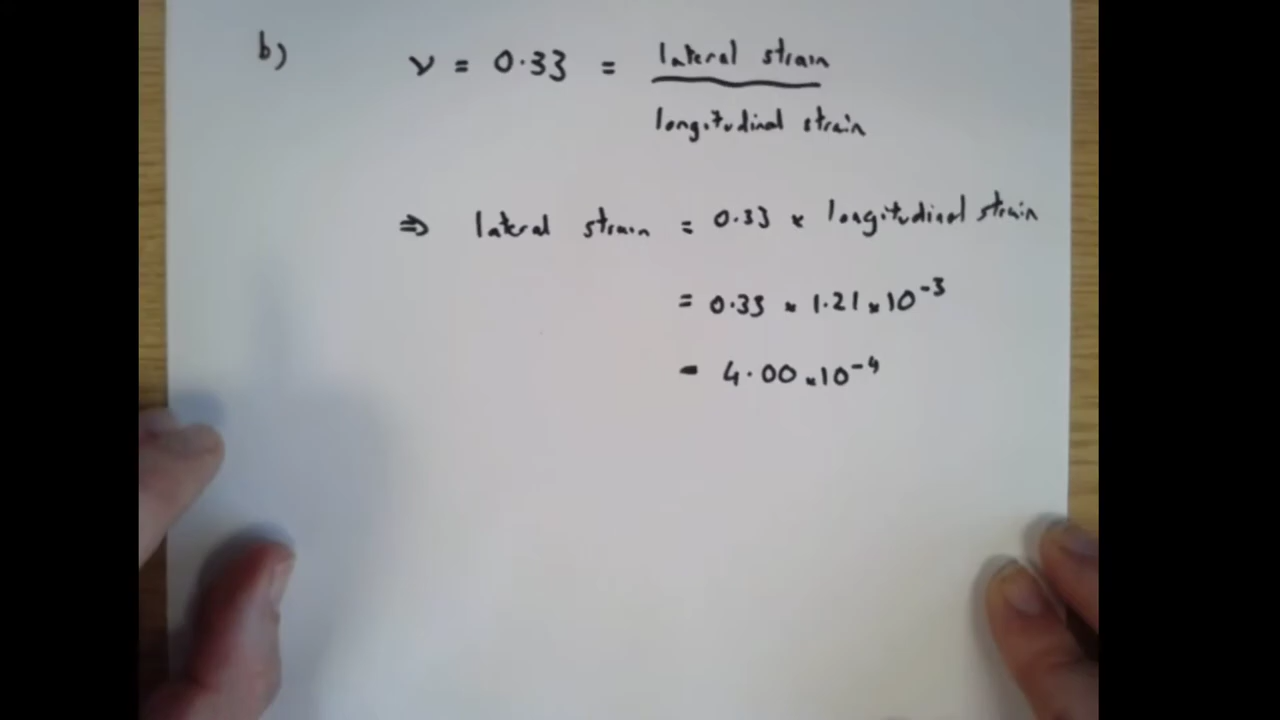 b) ν = 0.33 = lateral strain
longitudinal strain
⇒ lateral strain = 0.33 × longitudinal strain
= 0.33 × 1.21 × 10⁻³
= 4.00 × 10⁻⁴